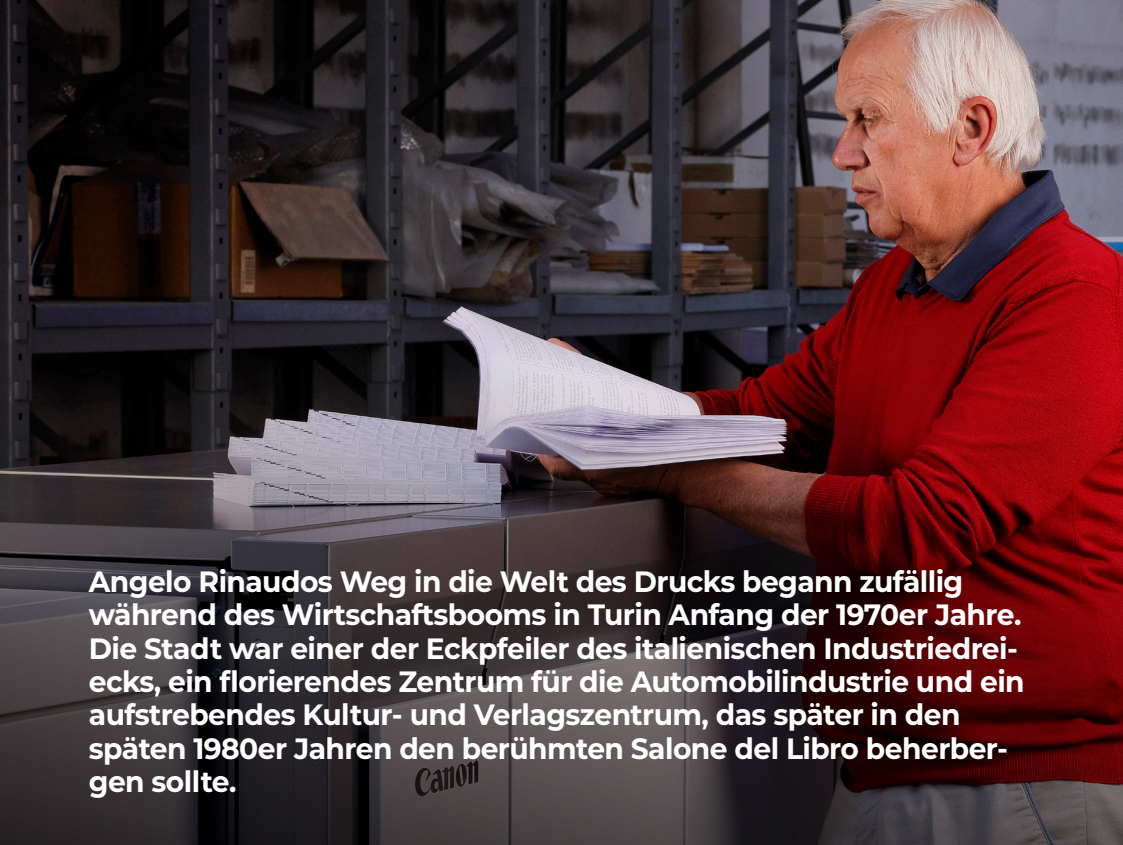 Angelo Rinaudos Weg in die Welt des Drucks begann zufällig
während des Wirtschaftsbooms in Turin Anfang der 1970er Jahre.
Die Stadt war einer der Eckpfeiler des italienischen Industriedrei-
ecks, ein florierendes Zentrum für die Automobilindustrie und ein
aufstrebendes Kultur- und Verlagszentrum, das später in den
späten 1980er Jahren den berühmten Salone del Libro beherber-
gen sollte.
Canon